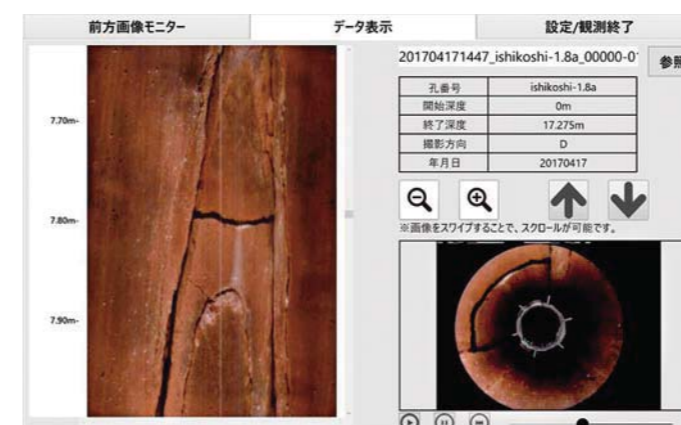 前方画像モニター
データ表示
設定/観測終了
7.70m-
7.80m-
7.90m-
201704171447_ishikoshi-1.8a_00000-0
参照
孔番号 ishikoshi-1.8a
開始深度 0m
終了深度 17.275m
撮影方向 D
年月日 20170417
※画像をスワイプすることで、スクロールが可能です。